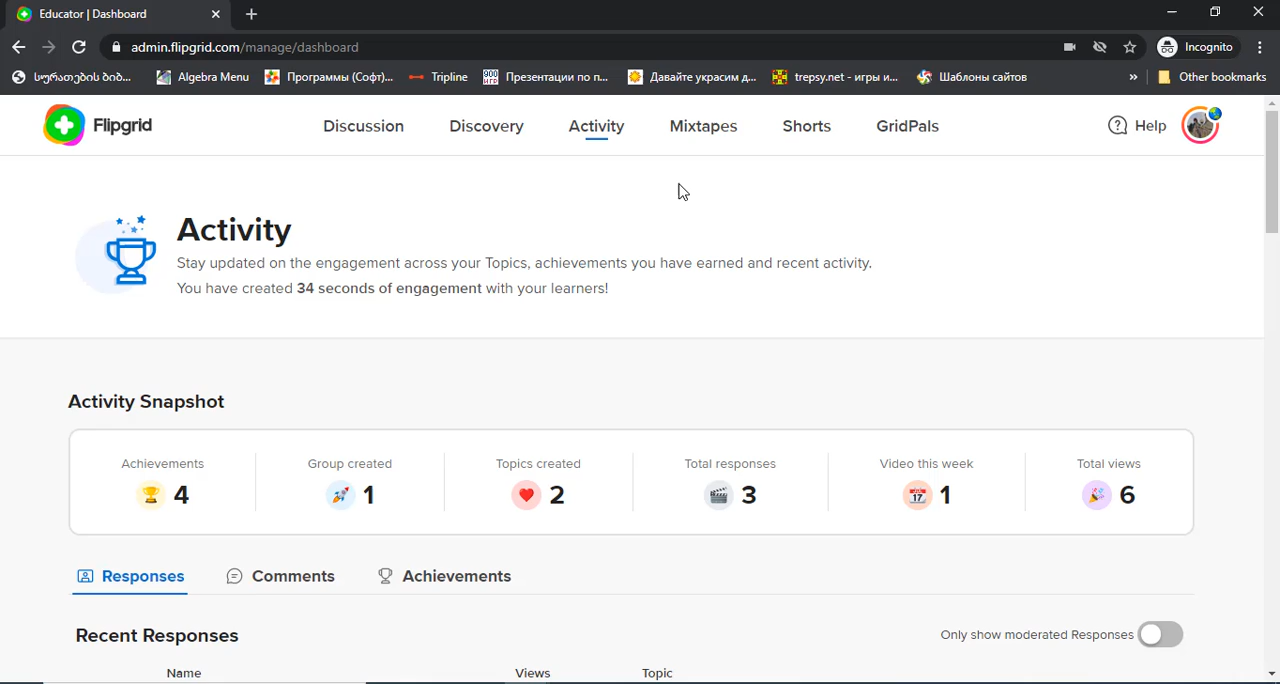 Educator | Dashboard
admin.flipgrid.com/manage/dashboard
Incognito
სურათების ბიბ...
Algebra Menu
Программы (Софт)...
Tripline
Презентации по п...
Давайте украсим д...
trepsy.net - игры и...
Шаблоны сайтов
»
Other bookmarks
Flipgrid
Discussion
Discovery
Activity
Mixtapes
Shorts
GridPals
Help
Activity
Stay updated on the engagement across your Topics, achievements you have earned and recent activity.
You have created 34 seconds of engagement with your learners!
Activity Snapshot
Achievements
4
Group created
1
Topics created
2
Total responses
3
Video this week
1
Total views
6
Responses
Comments
Achievements
Recent Responses
Only show moderated Responses
Name
Views
Topic